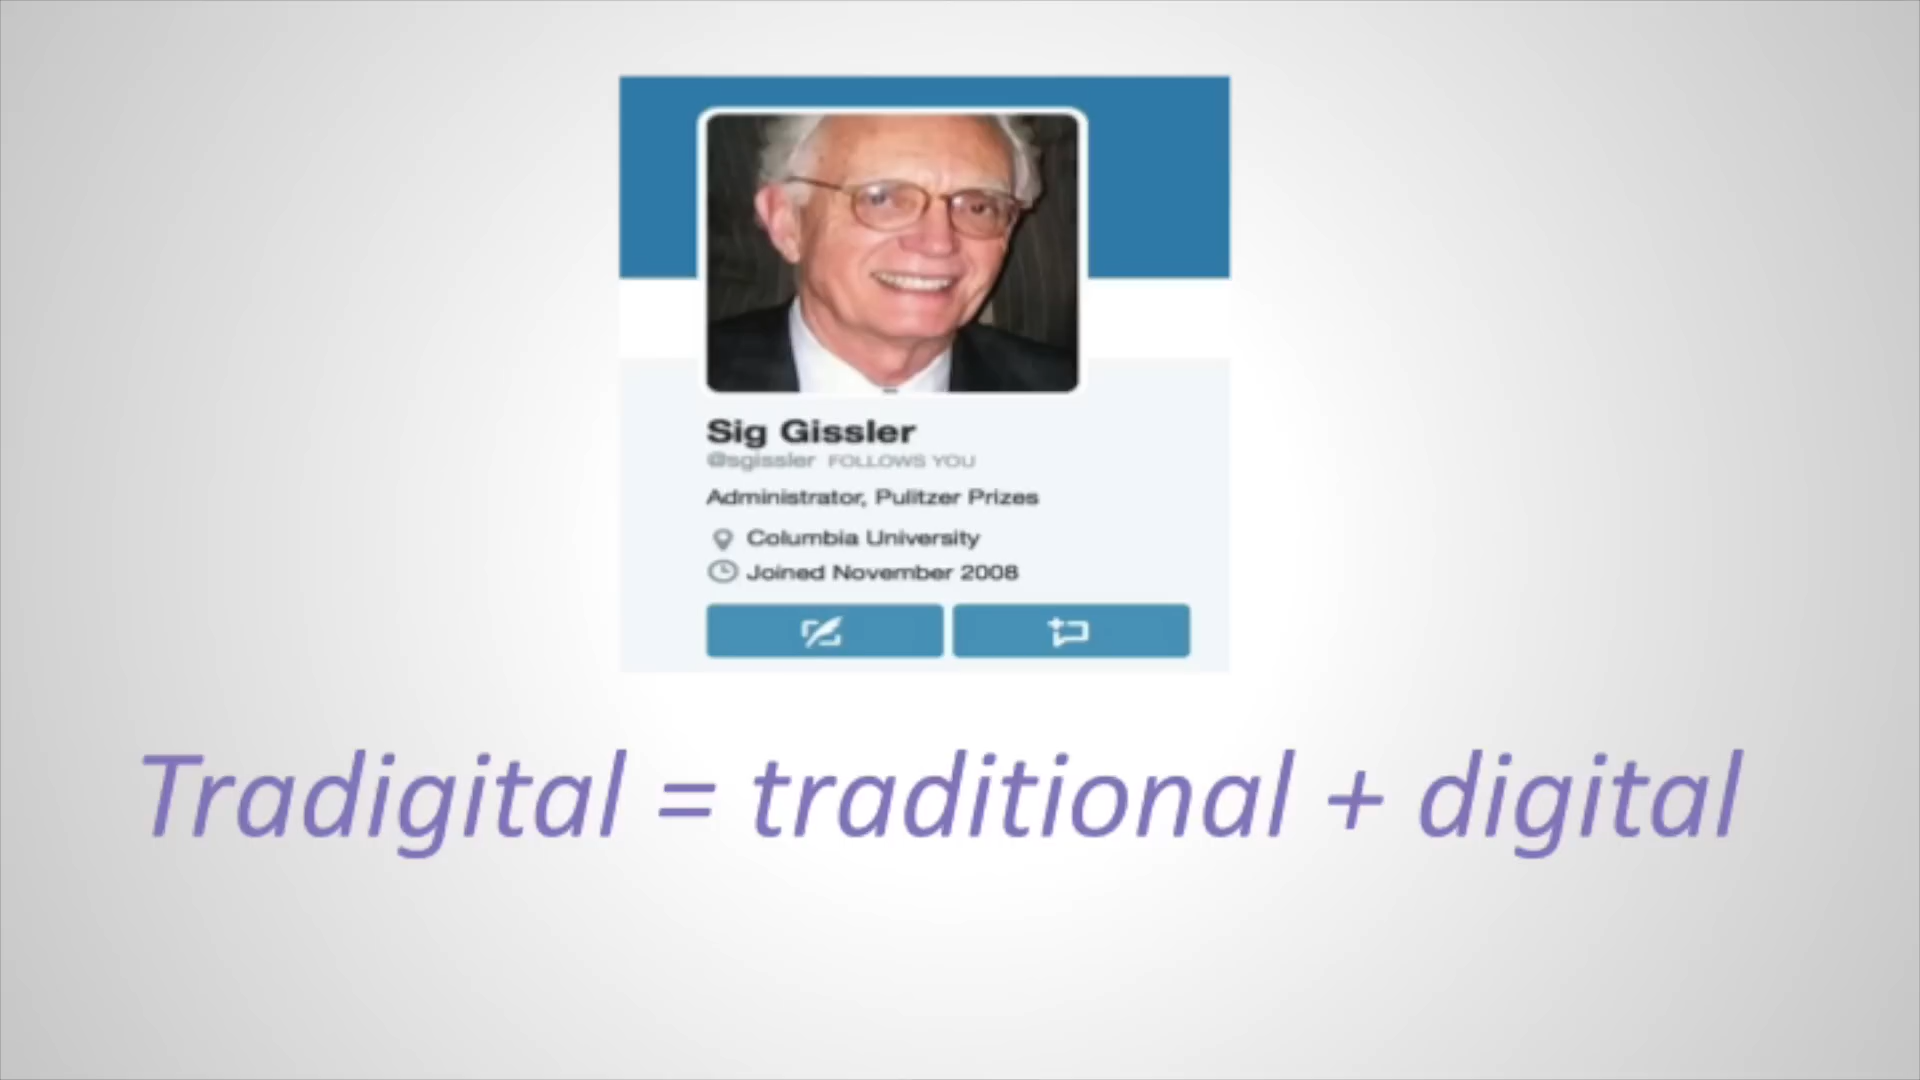 Sig Gissler
@sgissler FOLLOWS YOU
Administrator, Pulitzer Prizes
Columbia University
Joined November 2008
Tradigital = traditional + digital